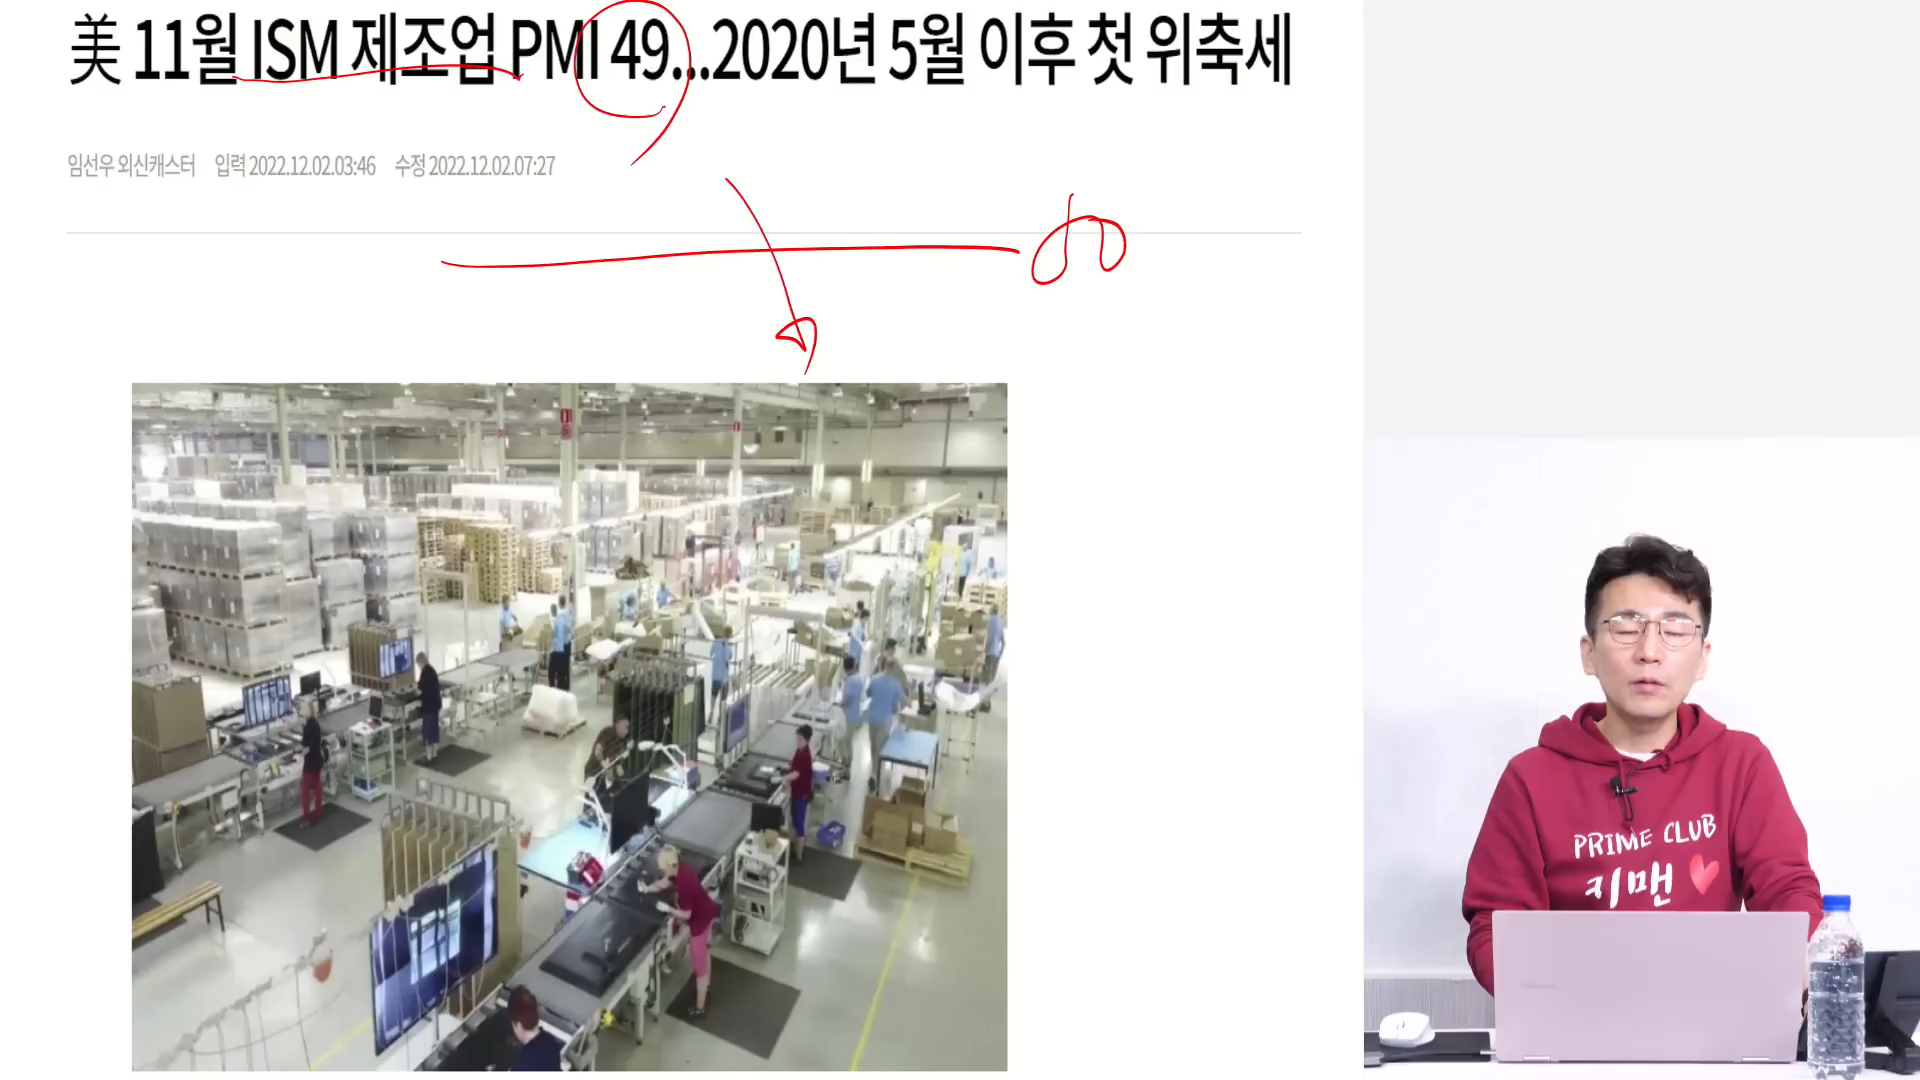 美 11월 ISM 제조업 PMI 49...2020년 5월 이후 첫 위축세
임선우 외신캐스터 입력 2022.12.02.03:46 수정 2022.12.02.07:27
50
PRIME CLUB
키맨